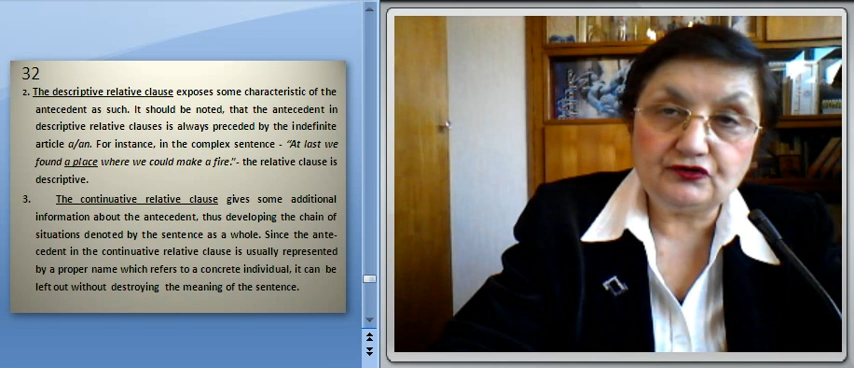 32
2. The descriptive relative clause exposes some characteristic of the
antecedent as such. It should be noted, that the antecedent in
descriptive relative clauses is always preceded by the indefinite
article a/an. For instance, in the complex sentence - “At last we
found a place where we could make a fire.”- the relative clause is
descriptive.
3. The continuative relative clause gives some additional
information about the antecedent, thus developing the chain of
situations denoted by the sentence as a whole. Since the ante-
cedent in the continuative relative clause is usually represented
by a proper name which refers to a concrete individual, it can be
left out without destroying the meaning of the sentence.